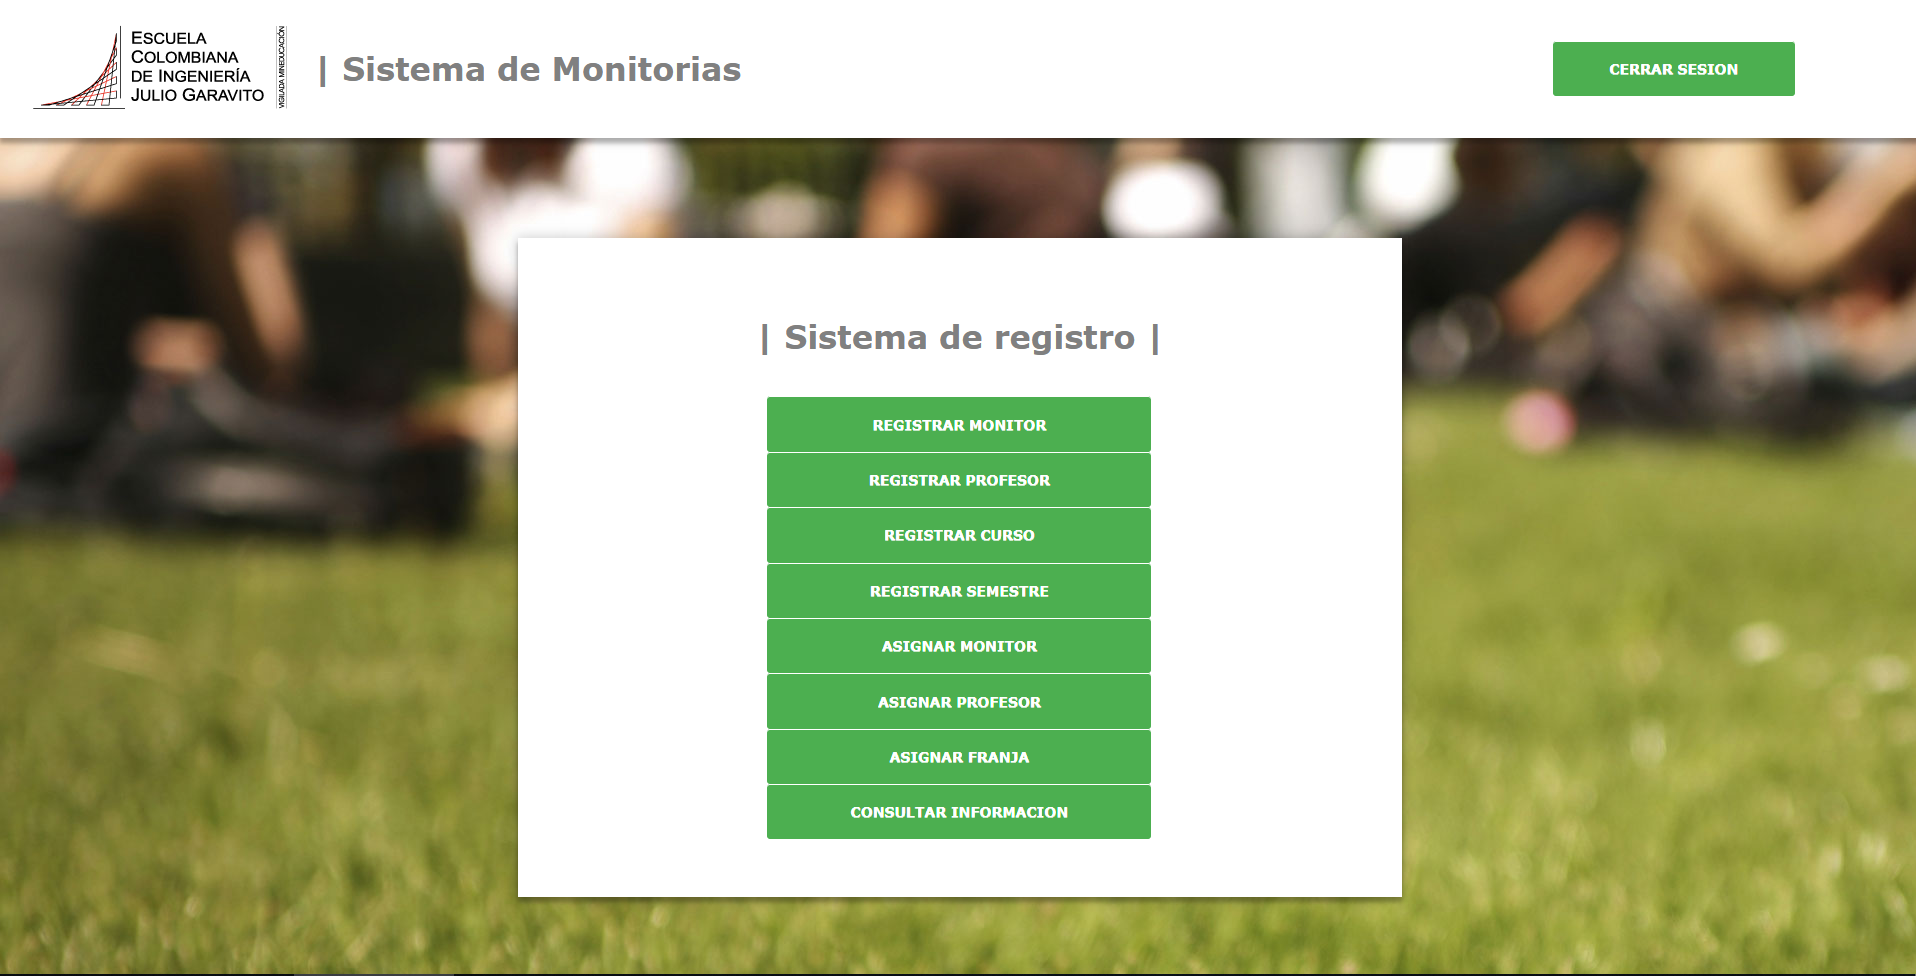 ESCUELA
COLOMBIANA
DE INGENIERÍA
JULIO GARAVITO
VIGILADA MINEDUCACIÓN
| Sistema de Monitorias
CERRAR SESION
| Sistema de registro |
REGISTRAR MONITOR
REGISTRAR PROFESOR
REGISTRAR CURSO
REGISTRAR SEMESTRE
ASIGNAR MONITOR
ASIGNAR PROFESOR
ASIGNAR FRANJA
CONSULTAR INFORMACION